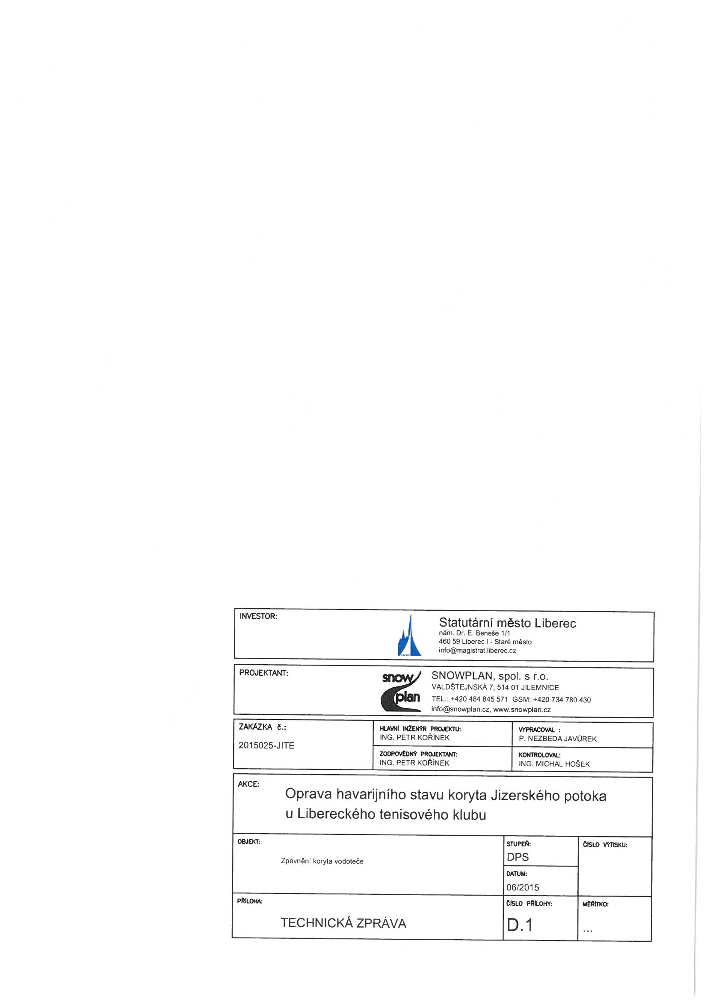 INVESTOR:
LIBEREC
Statutární město Liberec
nám. Dr. E. Beneše 1/1
460 59 Liberec I - Staré město
info@magistrat.liberec.cz
PROJEKTANT:
snow
plan
SNOWPLAN, spol. s r.o.
VALDŠTEJNSKÁ 7, 514 01 JILEMNICE
TEL.: +420 484 845 571 GSM: +420 734 780 430
info@snowplan.cz, www.snowplan.cz
ZAKÁZKA č.:
2015025-JITE
HLAVNÍ INŽENÝR PROJEKTU:
ING. PETR KOŘÍNEK
VYPRACOVAL :
P. NEZBEDA JAVŮREK
ZODPOVĚDNÝ PROJEKTANT:
ING. PETR KOŘÍNEK
KONTROLOVAL:
ING. MICHAL HOŠEK
AKCE:
Oprava havarijního stavu koryta Jizerského potoka
u Libereckého tenisového klubu
OBJEKT:
Zpevnění koryta vodoteče
STUPEŇ:
DPS
ČÍSLO VÝTISKU:
DATUM:
06/2015
PŘÍLOHA:
TECHNICKÁ ZPRÁVA
ČÍSLO PŘÍLOHY:
D.1
MĚŘÍTKO:
...